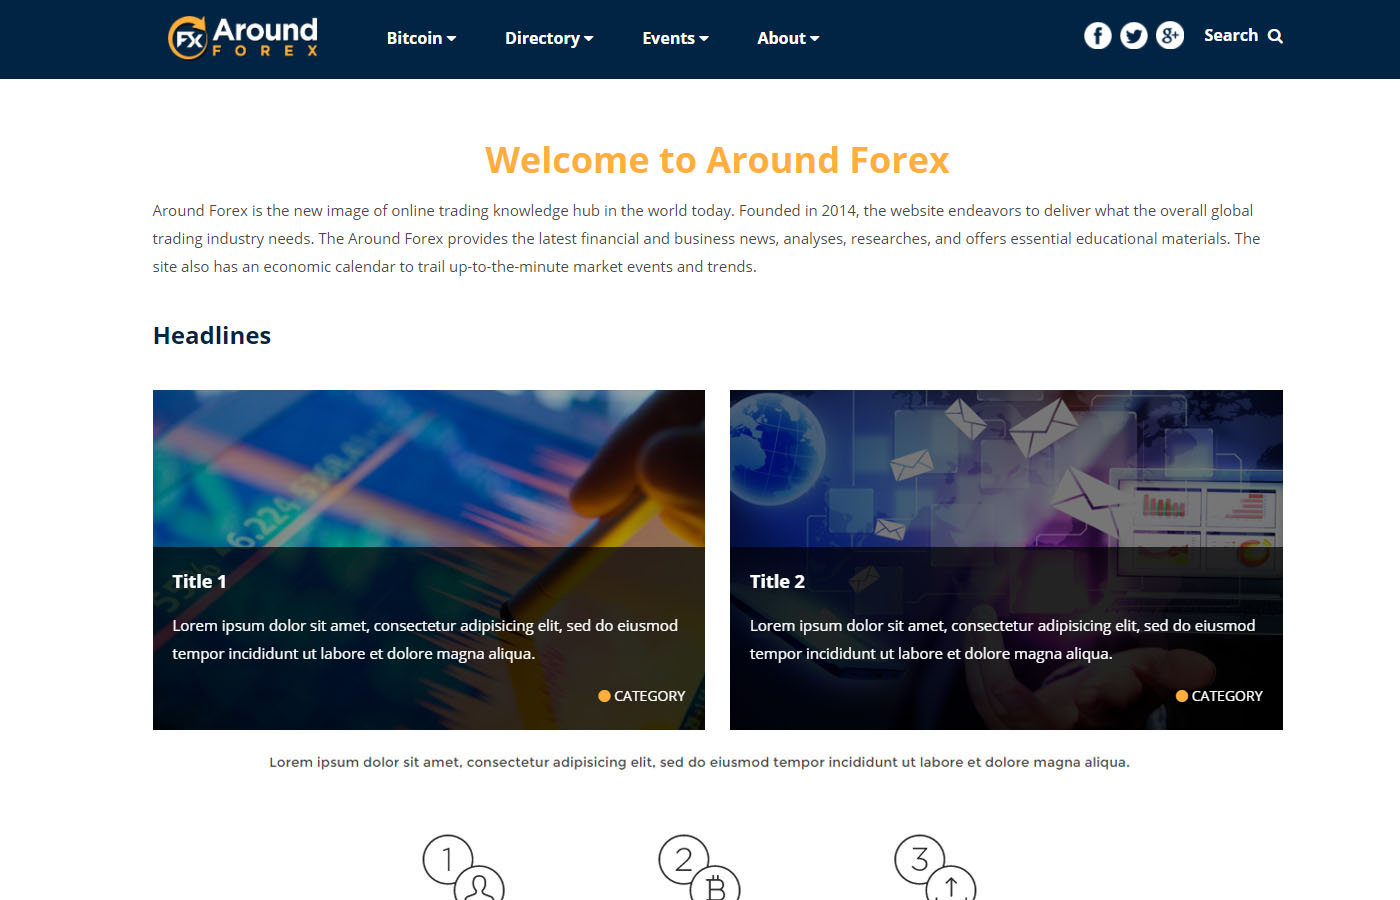 FX Around
FOREX
Bitcoin
Directory
Events
About
Search
Welcome to Around Forex
Around Forex is the new image of online trading knowledge hub in the world today. Founded in 2014, the website endeavors to deliver what the overall global
trading industry needs. The Around Forex provides the latest financial and business news, analyses, researches, and offers essential educational materials. The
site also has an economic calendar to trail up-to-the-minute market events and trends.
Headlines
6,224
Title 1
Lorem ipsum dolor sit amet, consectetur adipisicing elit, sed do eiusmod
tempor incididunt ut labore et dolore magna aliqua.
CATEGORY
Title 2
Lorem ipsum dolor sit amet, consectetur adipisicing elit, sed do eiusmod
tempor incididunt ut labore et dolore magna aliqua.
CATEGORY
Lorem ipsum dolor sit amet, consectetur adipisicing elit, sed do eiusmod tempor incididunt ut labore et dolore magna aliqua.
1
2
3